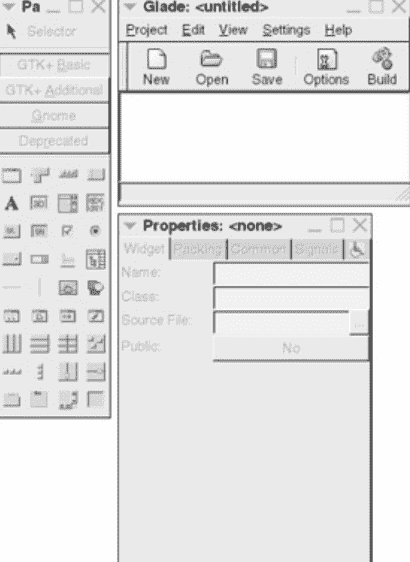 Pa
Selector
GTK+ Basic
GTK+ Additional
Gnome
Deprecated
A
Glade: <untitled>
Project Edit View Settings Help
New Open Save Options Build
Properties: <none>
Widget Packing Common Signals
Name:
Class:
Source File:
...
Public:
No